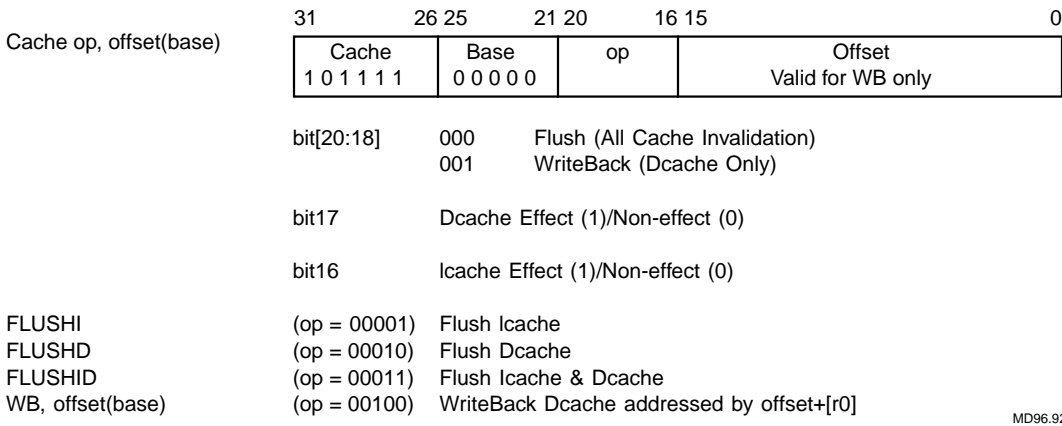 31 26 25 21 20 16 15 0
Cache op, offset(base)
Cache Base op Offset
1 0 1 1 1 1 0 0 0 0 0 Valid for WB only
bit[20:18] 000 Flush (All Cache Invalidation)
001 WriteBack (Dcache Only)
bit17 Dcache Effect (1)/Non-effect (0)
bit16 Icache Effect (1)/Non-effect (0)
FLUSHI (op = 00001) Flush Icache
FLUSHD (op = 00010) Flush Dcache
FLUSHID (op = 00011) Flush Icache & Dcache
WB, offset(base) (op = 00100) WriteBack Dcache addressed by offset+[r0]
MD96.92